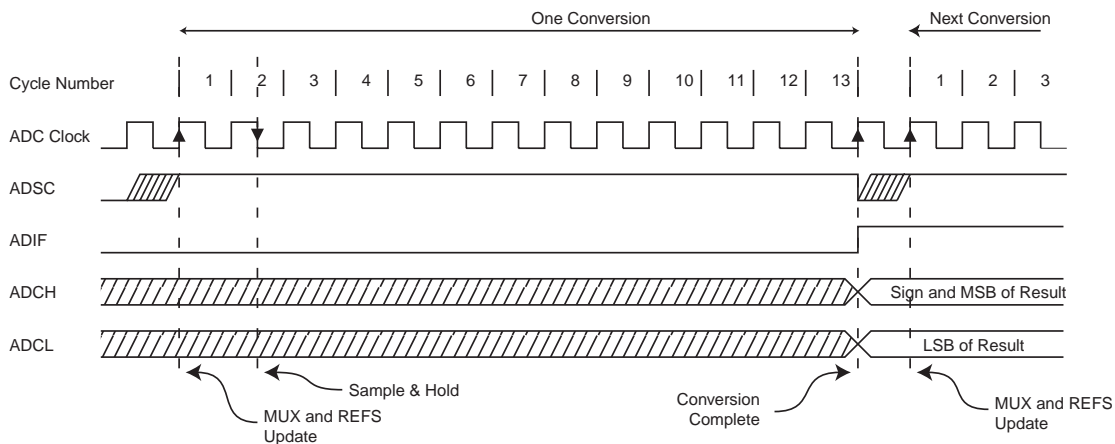 One Conversion
Next Conversion
Cycle Number 1 2 3 4 5 6 7 8 9 10 11 12 13 1 2 3
ADC Clock
ADSC
ADIF
ADCH
Sign and MSB of Result
ADCL
LSB of Result
Sample & Hold
MUX and REFS
Update
Conversion
Complete
MUX and REFS
Update